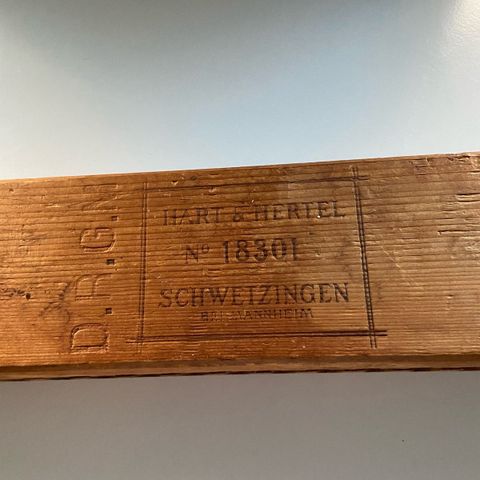 D.R.G.M
HART & HERTEL
No 18301
SCHWETZINGEN
BEI MANNHEIM